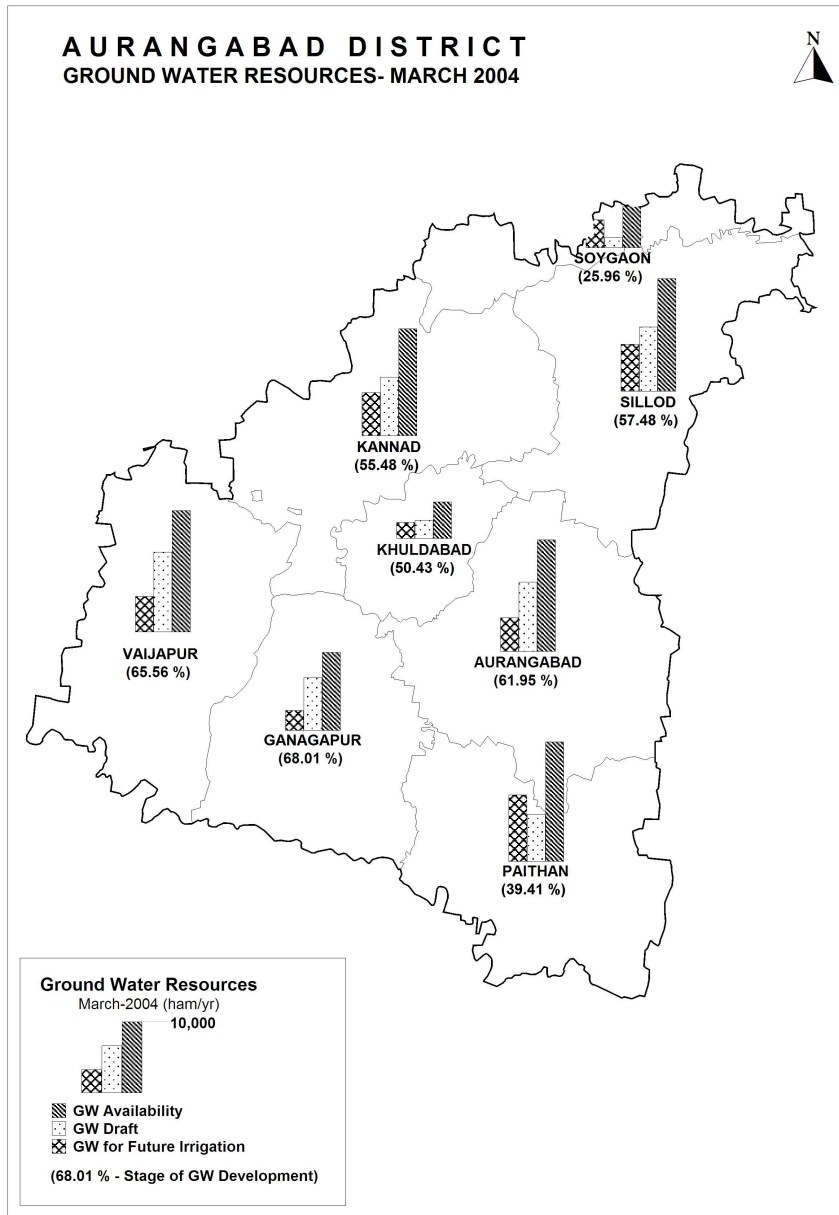 AURANGABAD DISTRICT
GROUND WATER RESOURCES- MARCH 2004
N
SOYGAON
(25.96 %)
SILLOD
(57.48 %)
KANNAD
(55.48 %)
KHULDABAD
(50.43 %)
VAIJAPUR
(65.56 %)
AURANGABAD
(61.95 %)
GANAGAPUR
(68.01 %)
PAITHAN
(39.41 %)
Ground Water Resources
March-2004 (ham/yr)
10,000
GW Availability
GW Draft
GW for Future Irrigation
(68.01 % - Stage of GW Development)